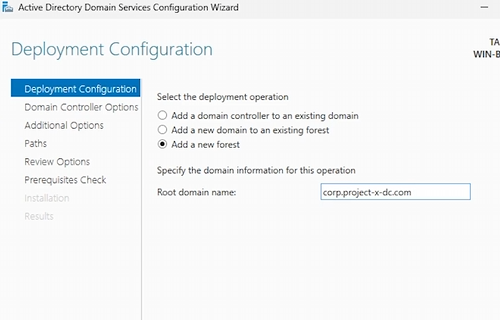 Active Directory Domain Services Configuration Wizard
Deployment Configuration
TA
WIN-B
Deployment Configuration
Domain Controller Options
Additional Options
Paths
Review Options
Prerequisites Check
Installation
Results
Select the deployment operation
Add a domain controller to an existing domain
Add a new domain to an existing forest
Add a new forest
Specify the domain information for this operation
Root domain name:
corp.project-x-dc.com